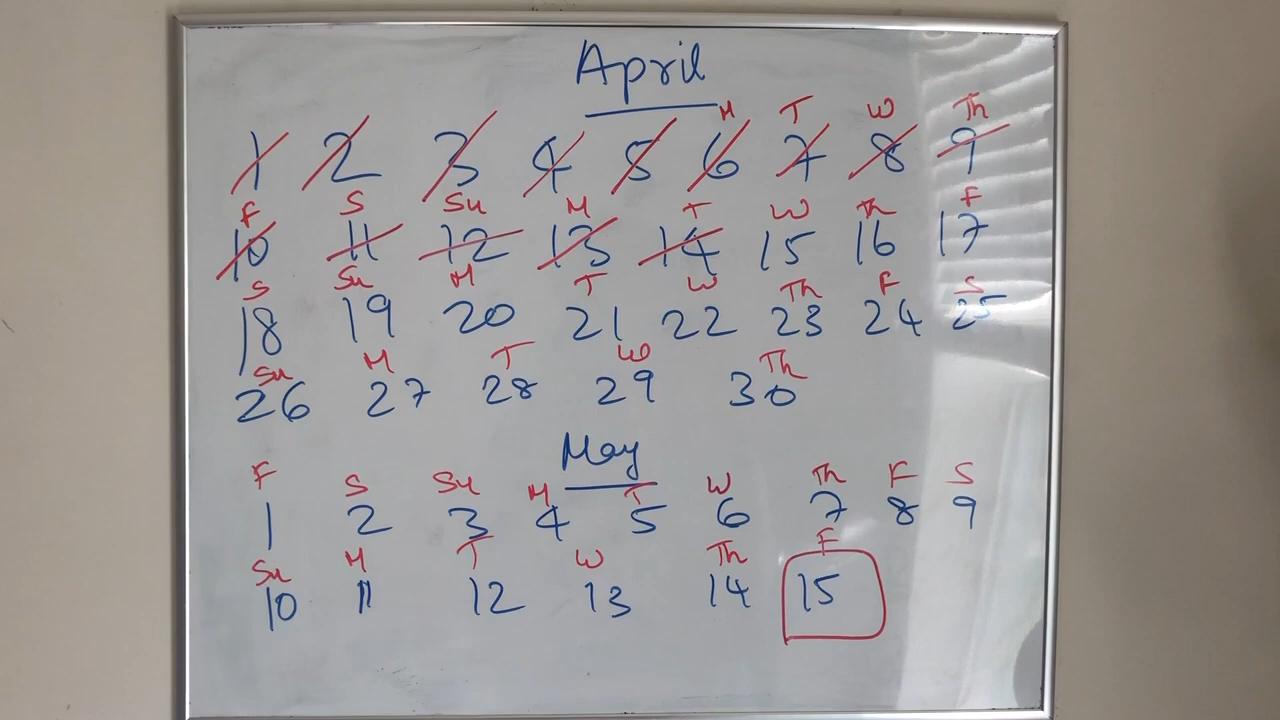 April
M T W Th
1 2 3 4 5 6 7 8 9
F S Su M T W Th F
10 11 12 13 14 15 16 17
S Su M T W Th F S
18 19 20 21 22 23 24 25
Su M T W Th
26 27 28 29 30
May
F S Su M T W Th F S
1 2 3 4 5 6 7 8 9
Su M T W Th F
10 11 12 13 14 15